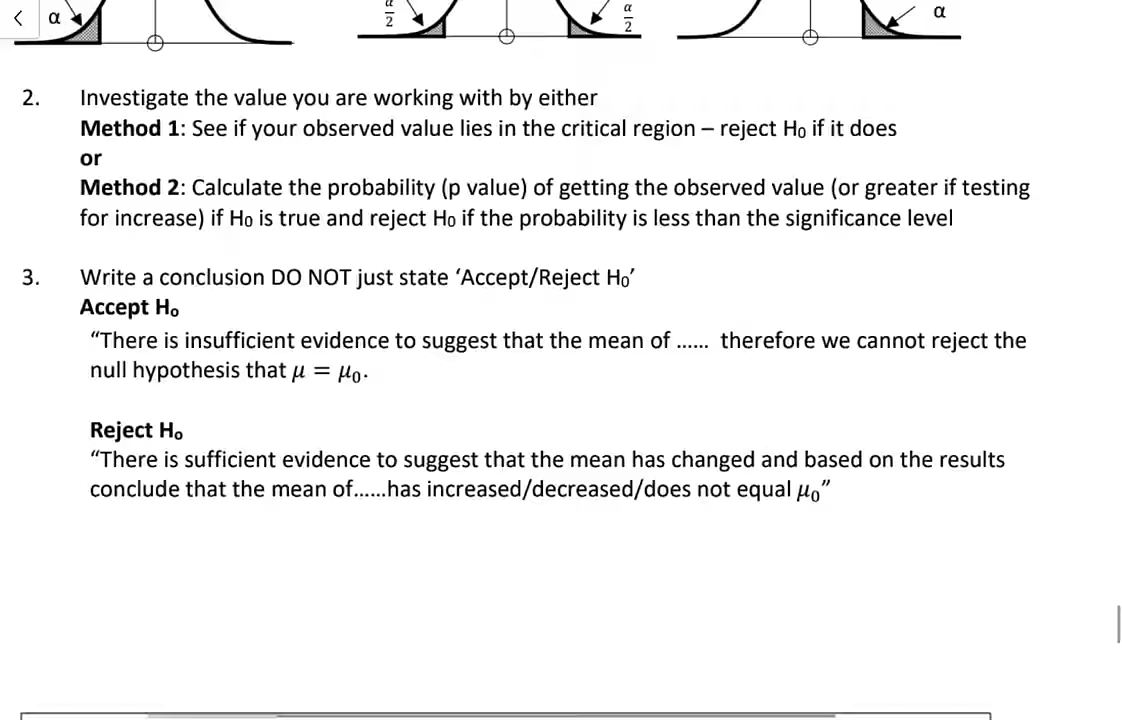 < α α/2 α/2 α
2. Investigate the value you are working with by either
Method 1: See if your observed value lies in the critical region – reject H₀ if it does
or
Method 2: Calculate the probability (p value) of getting the observed value (or greater if testing
for increase) if H₀ is true and reject H₀ if the probability is less than the significance level
3. Write a conclusion DO NOT just state ‘Accept/Reject H₀’
Accept H₀
“There is insufficient evidence to suggest that the mean of ...... therefore we cannot reject the
null hypothesis that μ = μ₀.
Reject H₀
“There is sufficient evidence to suggest that the mean has changed and based on the results
conclude that the mean of......has increased/decreased/does not equal μ₀”